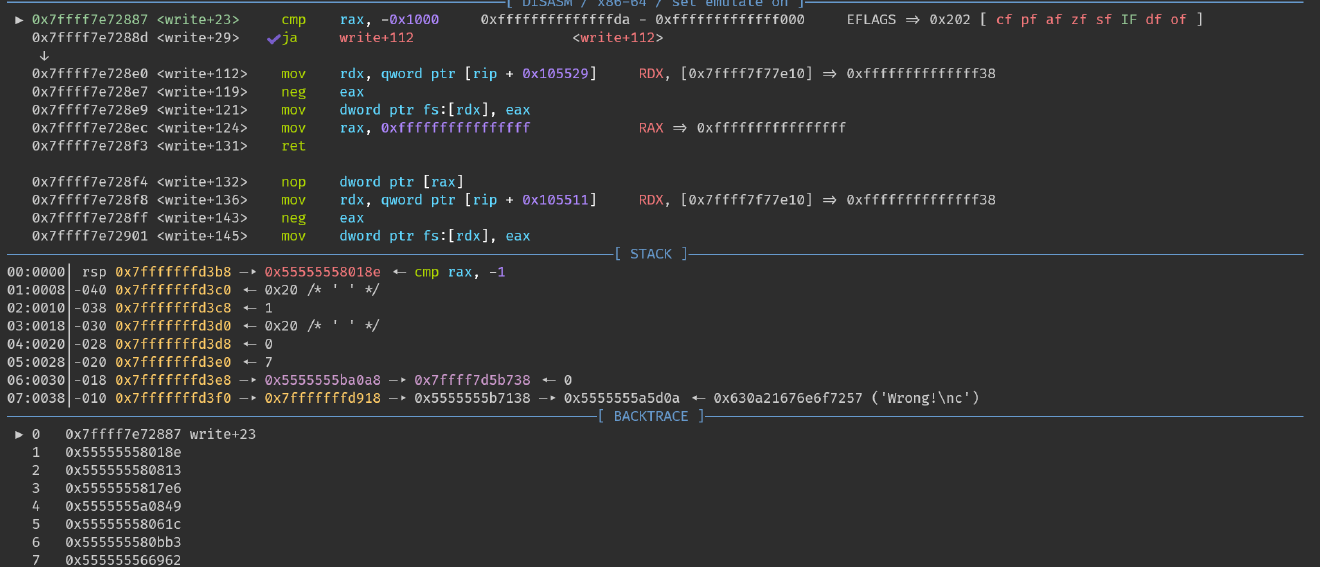 [ DISASM / x86-64 / set emulate on ]
► 0x7ffff7e72887 <write+23> cmp rax, -0x1000 0xffffffffffffffda - 0xfffffffffffff000 EFLAGS => 0x202 [ cf pf af zf sf IF df of ]
0x7ffff7e7288d <write+29> ✔ja write+112 <write+112>
↓
0x7ffff7e728e0 <write+112> mov rdx, qword ptr [rip + 0x105529] RDX, [0x7ffff7f77e10] => 0xffffffffffffff38
0x7ffff7e728e7 <write+119> neg eax
0x7ffff7e728e9 <write+121> mov dword ptr fs:[rdx], eax
0x7ffff7e728ec <write+124> mov rax, 0xffffffffffffffff RAX => 0xffffffffffffffff
0x7ffff7e728f3 <write+131> ret
0x7ffff7e728f4 <write+132> nop dword ptr [rax]
0x7ffff7e728f8 <write+136> mov rdx, qword ptr [rip + 0x105511] RDX, [0x7ffff7f77e10] => 0xffffffffffffff38
0x7ffff7e728ff <write+143> neg eax
0x7ffff7e72901 <write+145> mov dword ptr fs:[rdx], eax
[ STACK ]
00:0000│ rsp 0x7fffffffd3b8 —▸ 0x55555558018e ◂— cmp rax, -1
01:0008│-040 0x7fffffffd3c0 ◂— 0x20 /* ' ' */
02:0010│-038 0x7fffffffd3c8 ◂— 1
03:0018│-030 0x7fffffffd3d0 ◂— 0x20 /* ' ' */
04:0020│-028 0x7fffffffd3d8 ◂— 0
05:0028│-020 0x7fffffffd3e0 ◂— 7
06:0030│-018 0x7fffffffd3e8 —▸ 0x5555555ba0a8 —▸ 0x7ffff7d5b738 ◂— 0
07:0038│-010 0x7fffffffd3f0 —▸ 0x7fffffffd918 —▸ 0x5555555b7138 —▸ 0x5555555a5d0a ◂— 0x630a21676e6f7257 ('Wrong!\nc')
[ BACKTRACE ]
► 0 0x7ffff7e72887 write+23
1 0x55555558018e
2 0x555555580813
3 0x5555555817e6
4 0x5555555a0849
5 0x55555558061c
6 0x555555580bb3
7 0x555555566962